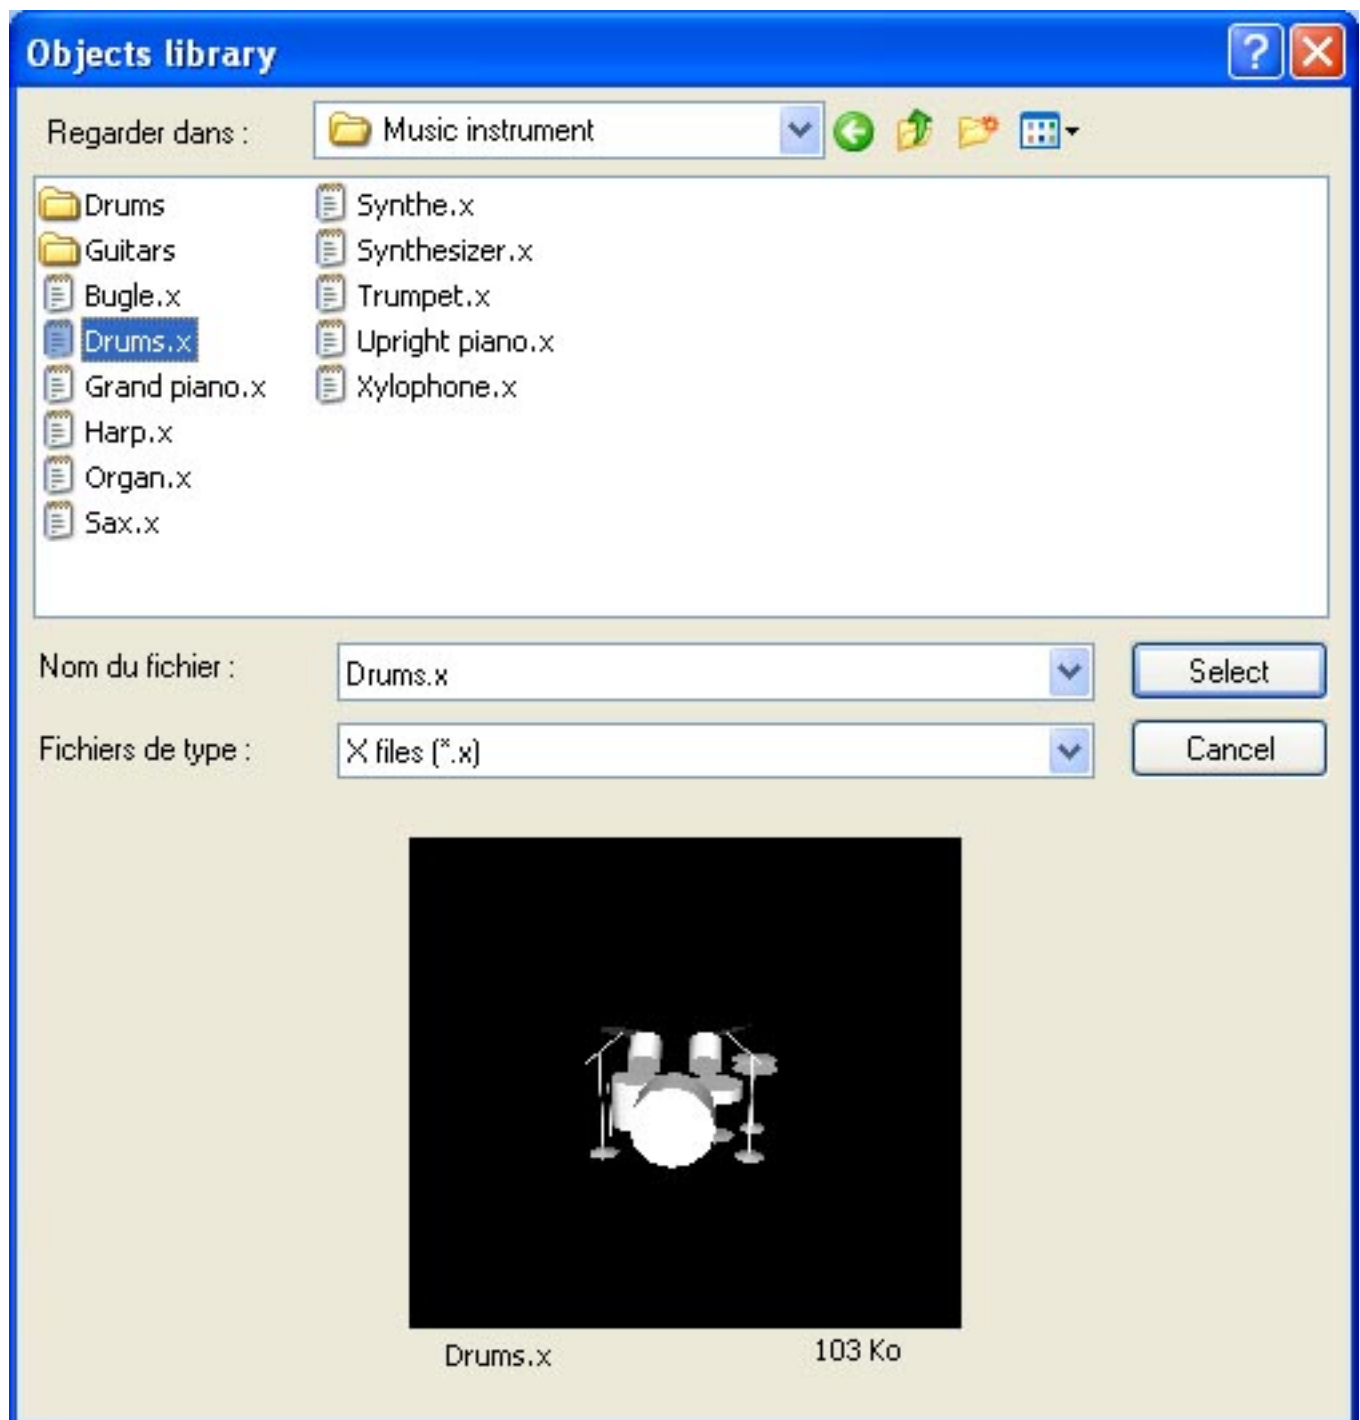 Objects library
Regarder dans :
Music instrument
Drums
Guitars
Bugle.x
Drums.x
Grand piano.x
Harp.x
Organ.x
Sax.x
Synthe.x
Synthesizer.x
Trumpet.x
Upright piano.x
Xylophone.x
Nom du fichier :
Drums.x
Select
Fichiers de type :
X files (*.x)
Cancel
Drums.x
103 Ko